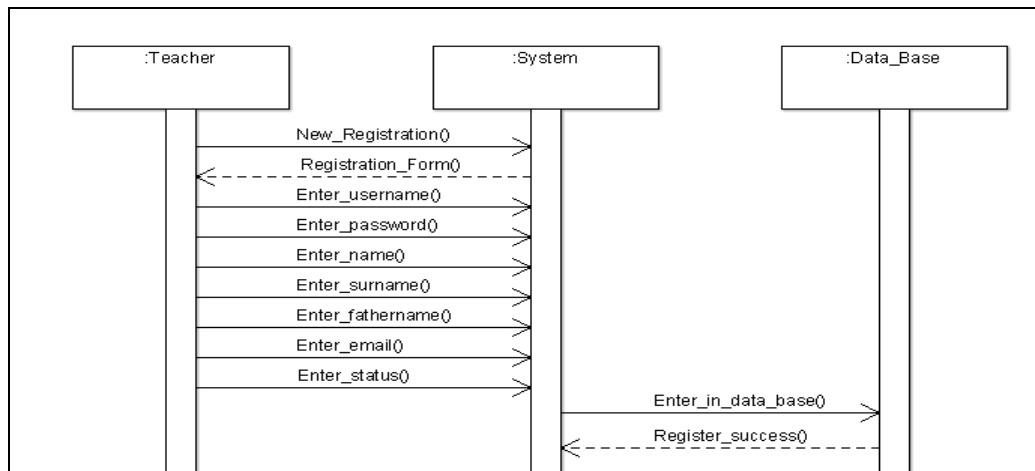 :Teacher
:System
:Data_Base
New_Registration()
Registration_Form()
Enter_username()
Enter_password()
Enter_name()
Enter_surname()
Enter_fathername()
Enter_email()
Enter_status()
Enter_in_data_base()
Register_success()